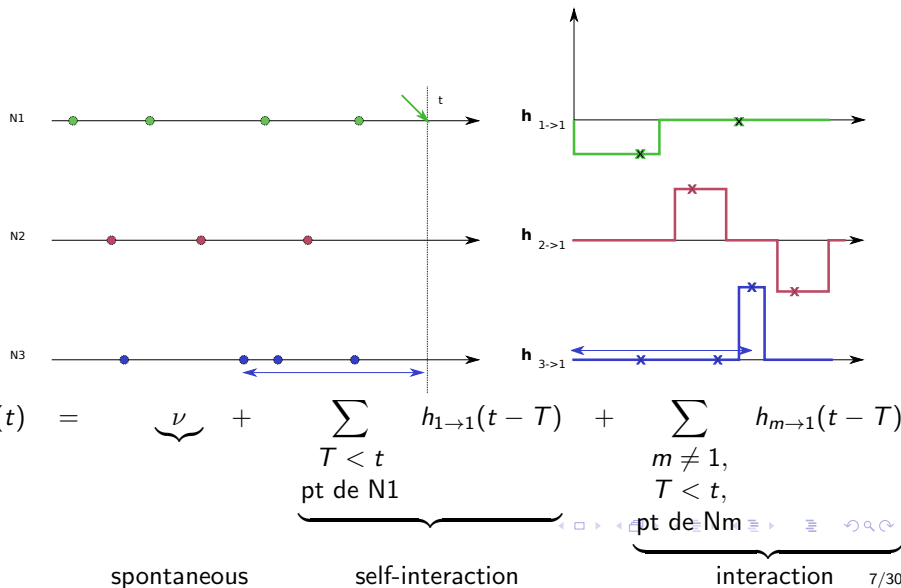 t
N1
h 1->1
N2
h 2->1
N3
h 3->1
(t) = ν + ∑ h1→1(t − T) + ∑ hm→1(t − T)
T < t
pt de N1
m ≠ 1,
T < t,
pt de Nm
spontaneous self-interaction interaction 7/30